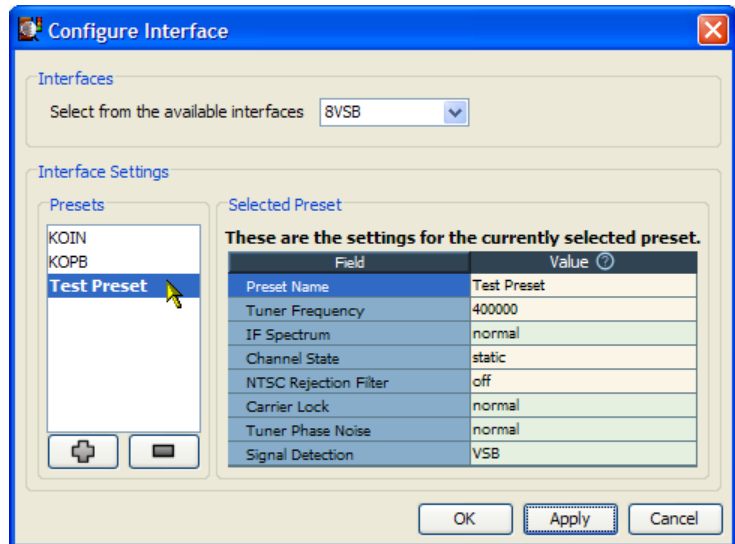 Configure Interface
Interfaces
Select from the available interfaces 8VSB
Interface Settings
Presets
KOIN
KOPB
Test Preset
Selected Preset
These are the settings for the currently selected preset.
Field Value ?
Preset Name Test Preset
Tuner Frequency 400000
IF Spectrum normal
Channel State static
NTSC Rejection Filter off
Carrier Lock normal
Tuner Phase Noise normal
Signal Detection VSB
OK Apply Cancel